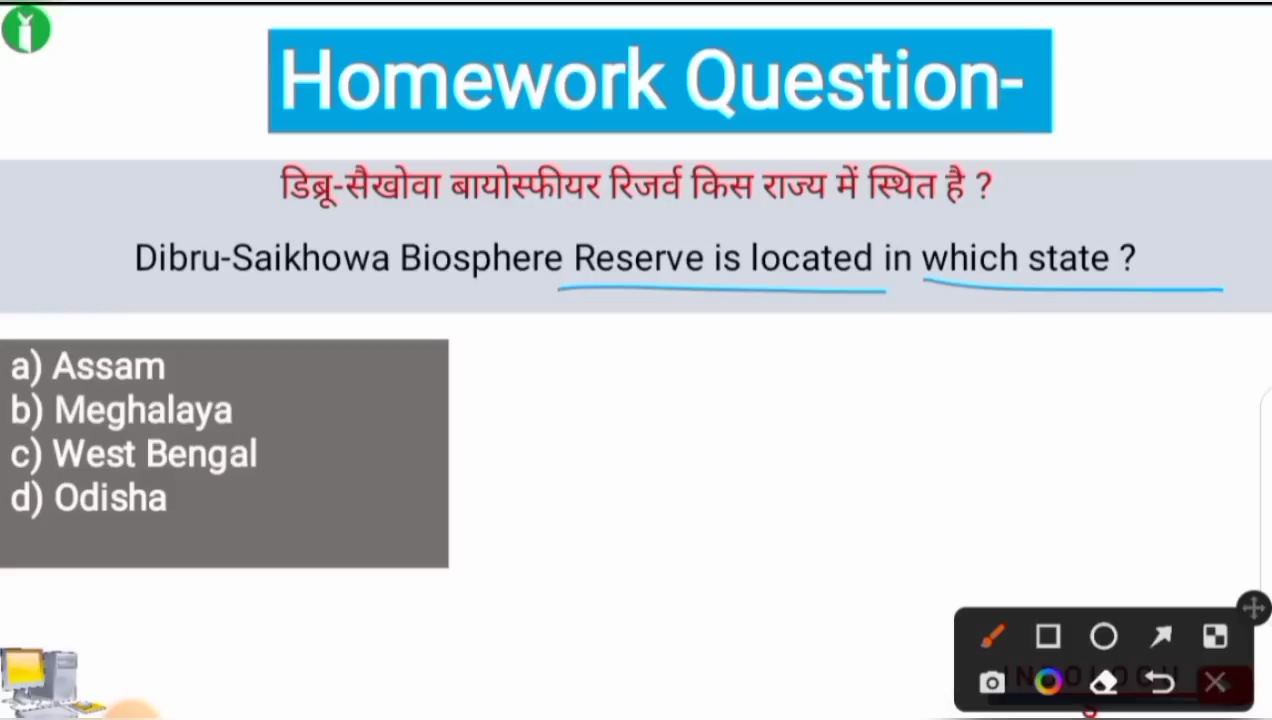 Homework Question-
डिब्रू-सैखोवा बायोस्फीयर रिजर्व किस राज्य में स्थित है ?
Dibru-Saikhowa Biosphere Reserve is located in which state ?
a) Assam
b) Meghalaya
c) West Bengal
d) Odisha